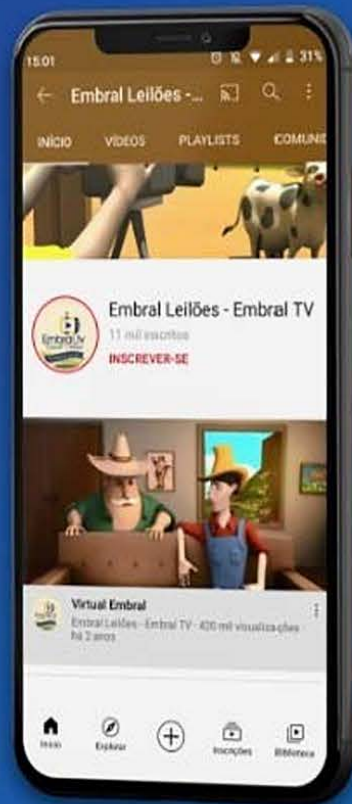 15:01 31%
Embral Leilões -...
INÍCIO VÍDEOS PLAYLISTS COMUNID
Embral Leilões - Embral TV
11 mil inscritos
INSCREVER-SE
Virtual Embral
Embral Leilões - Embral TV - 420 mil visualizações -
há 2 anos
Início Explorar Inscrições Biblioteca